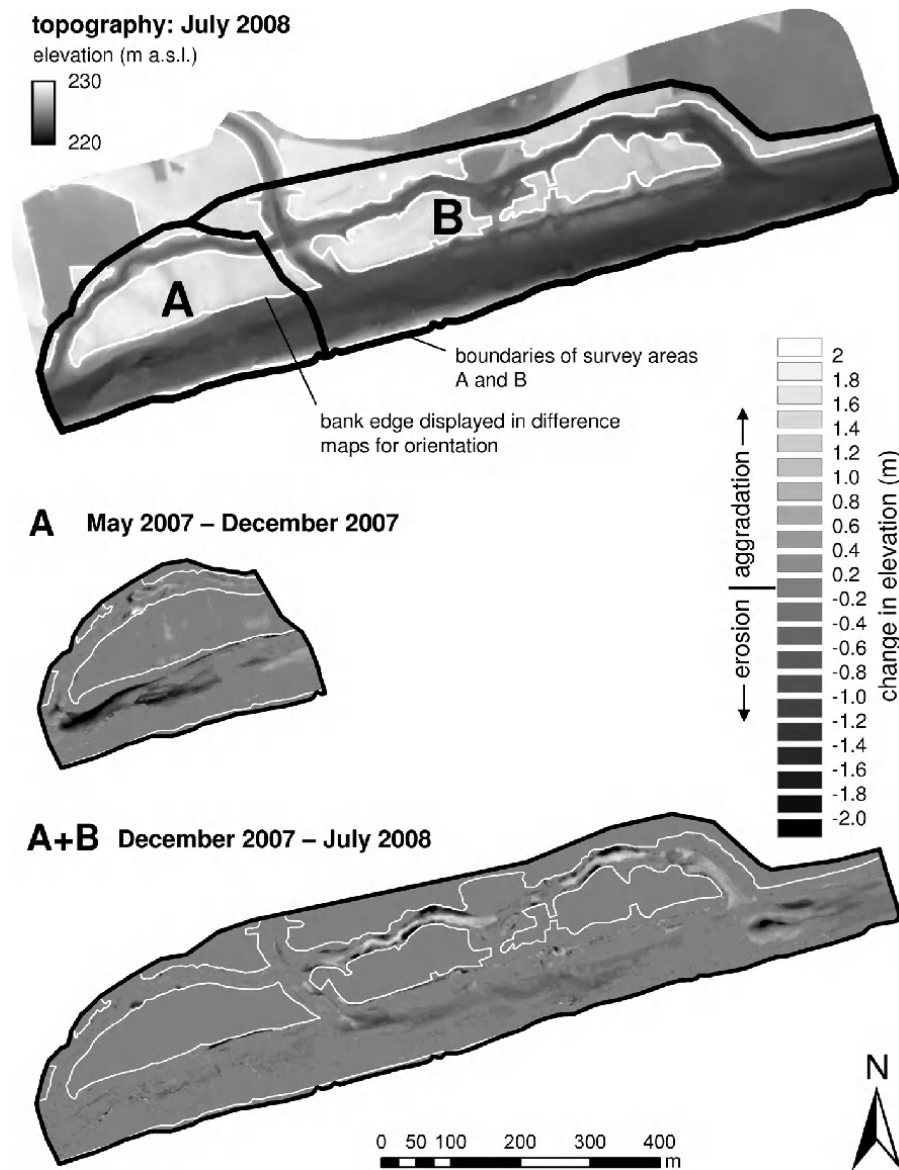 topography: July 2008
elevation (m a.s.l.)
230
220
A
B
boundaries of survey areas
A and B
bank edge displayed in difference
maps for orientation
2
1.8
1.6
1.4
1.2
1.0
0.8
0.6
0.4
0.2
-0.2
-0.4
-0.6
-0.8
-1.0
-1.2
-1.4
-1.6
-1.8
-2.0
erosion
aggradation
change in elevation (m)
A May 2007 – December 2007
A+B December 2007 – July 2008
0 50 100 200 300 400
m
N